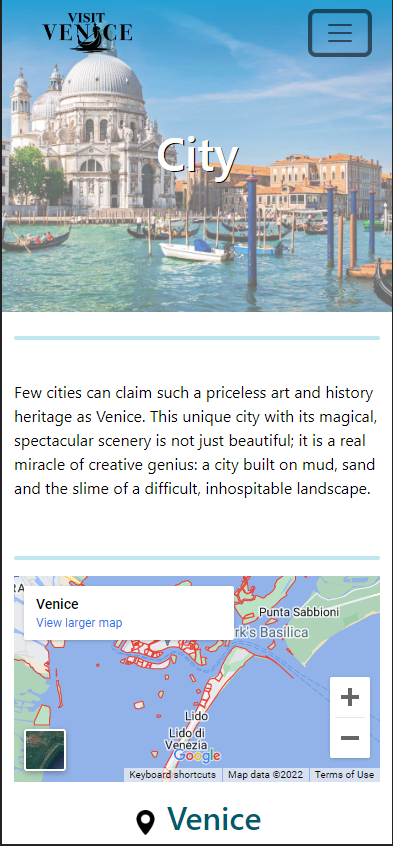 VISIT
VENICE
City
Few cities can claim such a priceless art and history
heritage as Venice. This unique city with its magical,
spectacular scenery is not just beautiful; it is a real
miracle of creative genius: a city built on mud, sand
and the slime of a difficult, inhospitable landscape.
Venice
View larger map
Punta Sabbioni
rk's Basilica
Lido
Lido di
Venezia
Google
Keyboard shortcuts
Map data ©2022
Terms of Use
Venice